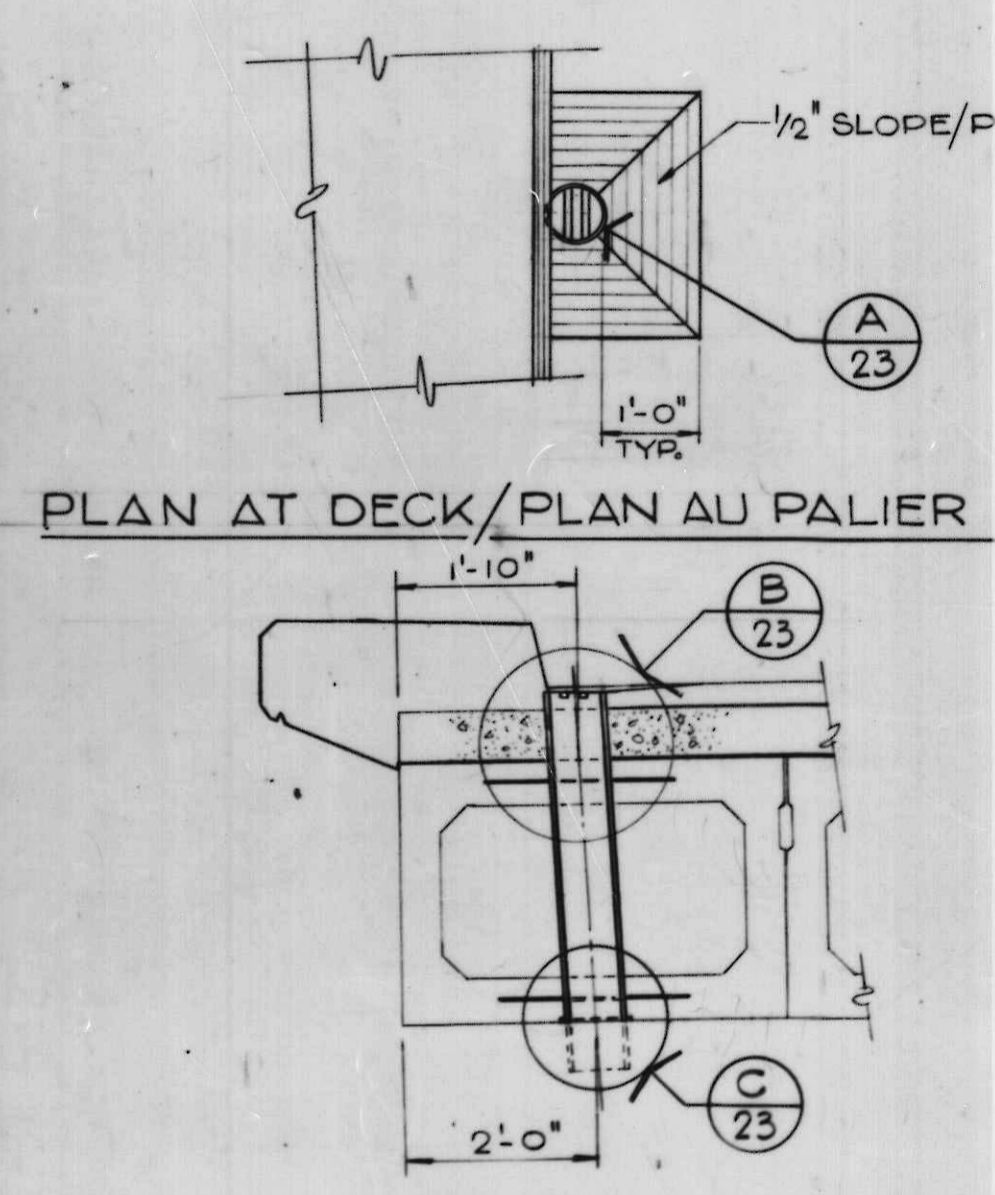 1/2" SLOPE/P
A
23
1'-0"
TYP.
PLAN AT DECK/PLAN AU PALIER
1'-10"
B
23
C
23
2'-0"